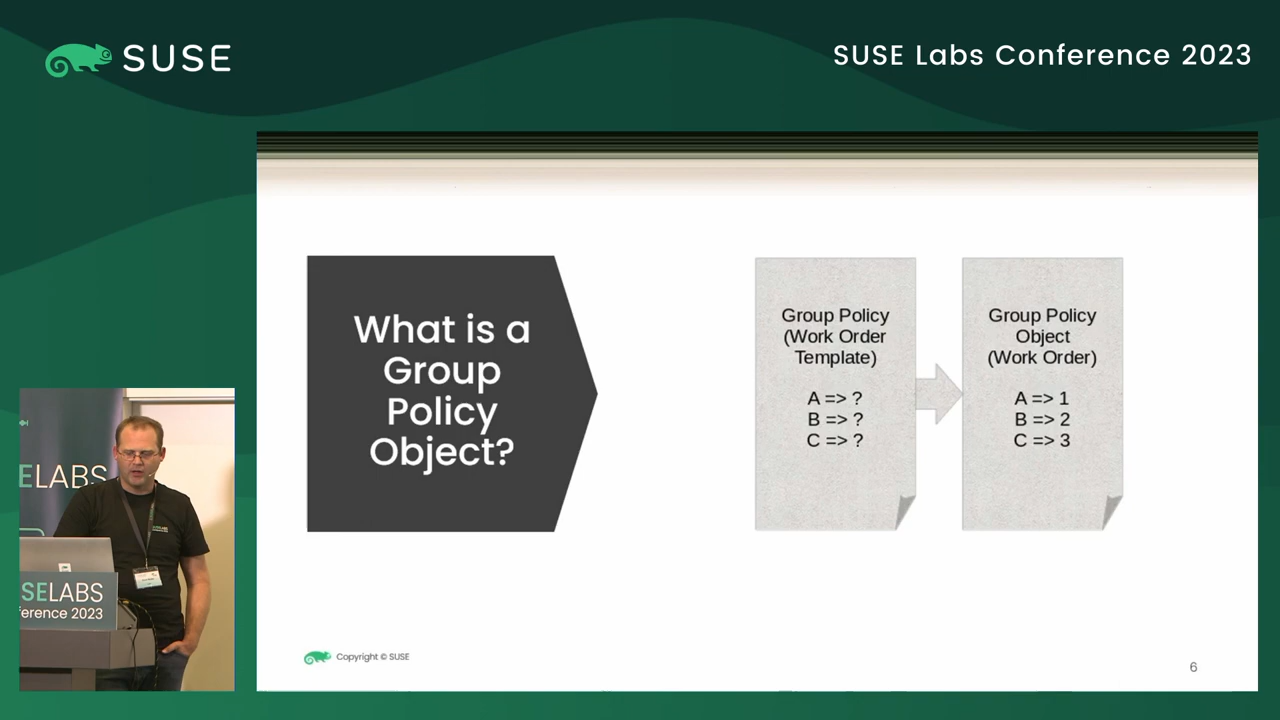 SUSE
SUSE Labs Conference 2023
What is a
Group
Policy
Object?
Group Policy
(Work Order
Template)
A => ?
B => ?
C => ?
Group Policy
Object
(Work Order)
A => 1
B => 2
C => 3
ELABS
SELABS
ference 2023
Copyright © SUSE
6